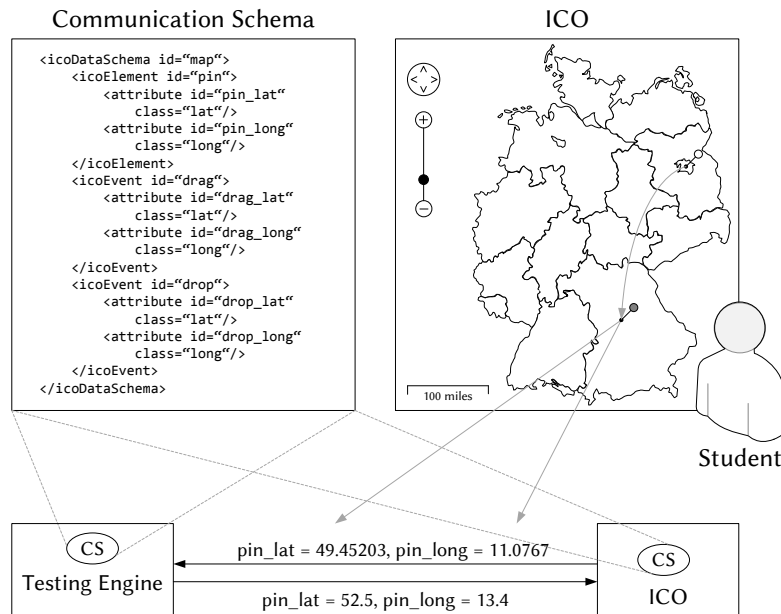 Communication Schema
<icoDataSchema id=“map“>
<icoElement id=“pin“>
<attribute id=“pin_lat“
class=“lat“/>
<attribute id=“pin_long“
class=“long“/>
</icoElement>
<icoEvent id=“drag“>
<attribute id=“drag_lat“
class=“lat“/>
<attribute id=“drag_long“
class=“long“/>
</icoEvent>
<icoEvent id=“drop“>
<attribute id=“drop_lat“
class=“lat“/>
<attribute id=“drop_long“
class=“long“/>
</icoEvent>
</icoDataSchema>
ICO
100 miles
Student
CS
Testing Engine
pin_lat = 49.45203, pin_long = 11.0767
pin_lat = 52.5, pin_long = 13.4
CS
ICO